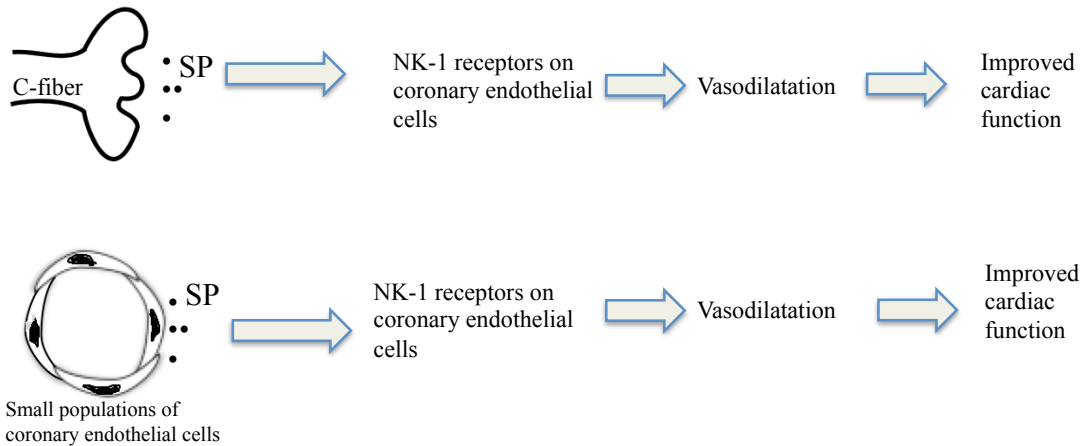 C-fiber
SP
NK-1 receptors on
coronary endothelial
cells
Vasodilatation
Improved
cardiac
function
SP
NK-1 receptors on
coronary endothelial
cells
Vasodilatation
Improved
cardiac
function
Small populations of
coronary endothelial cells